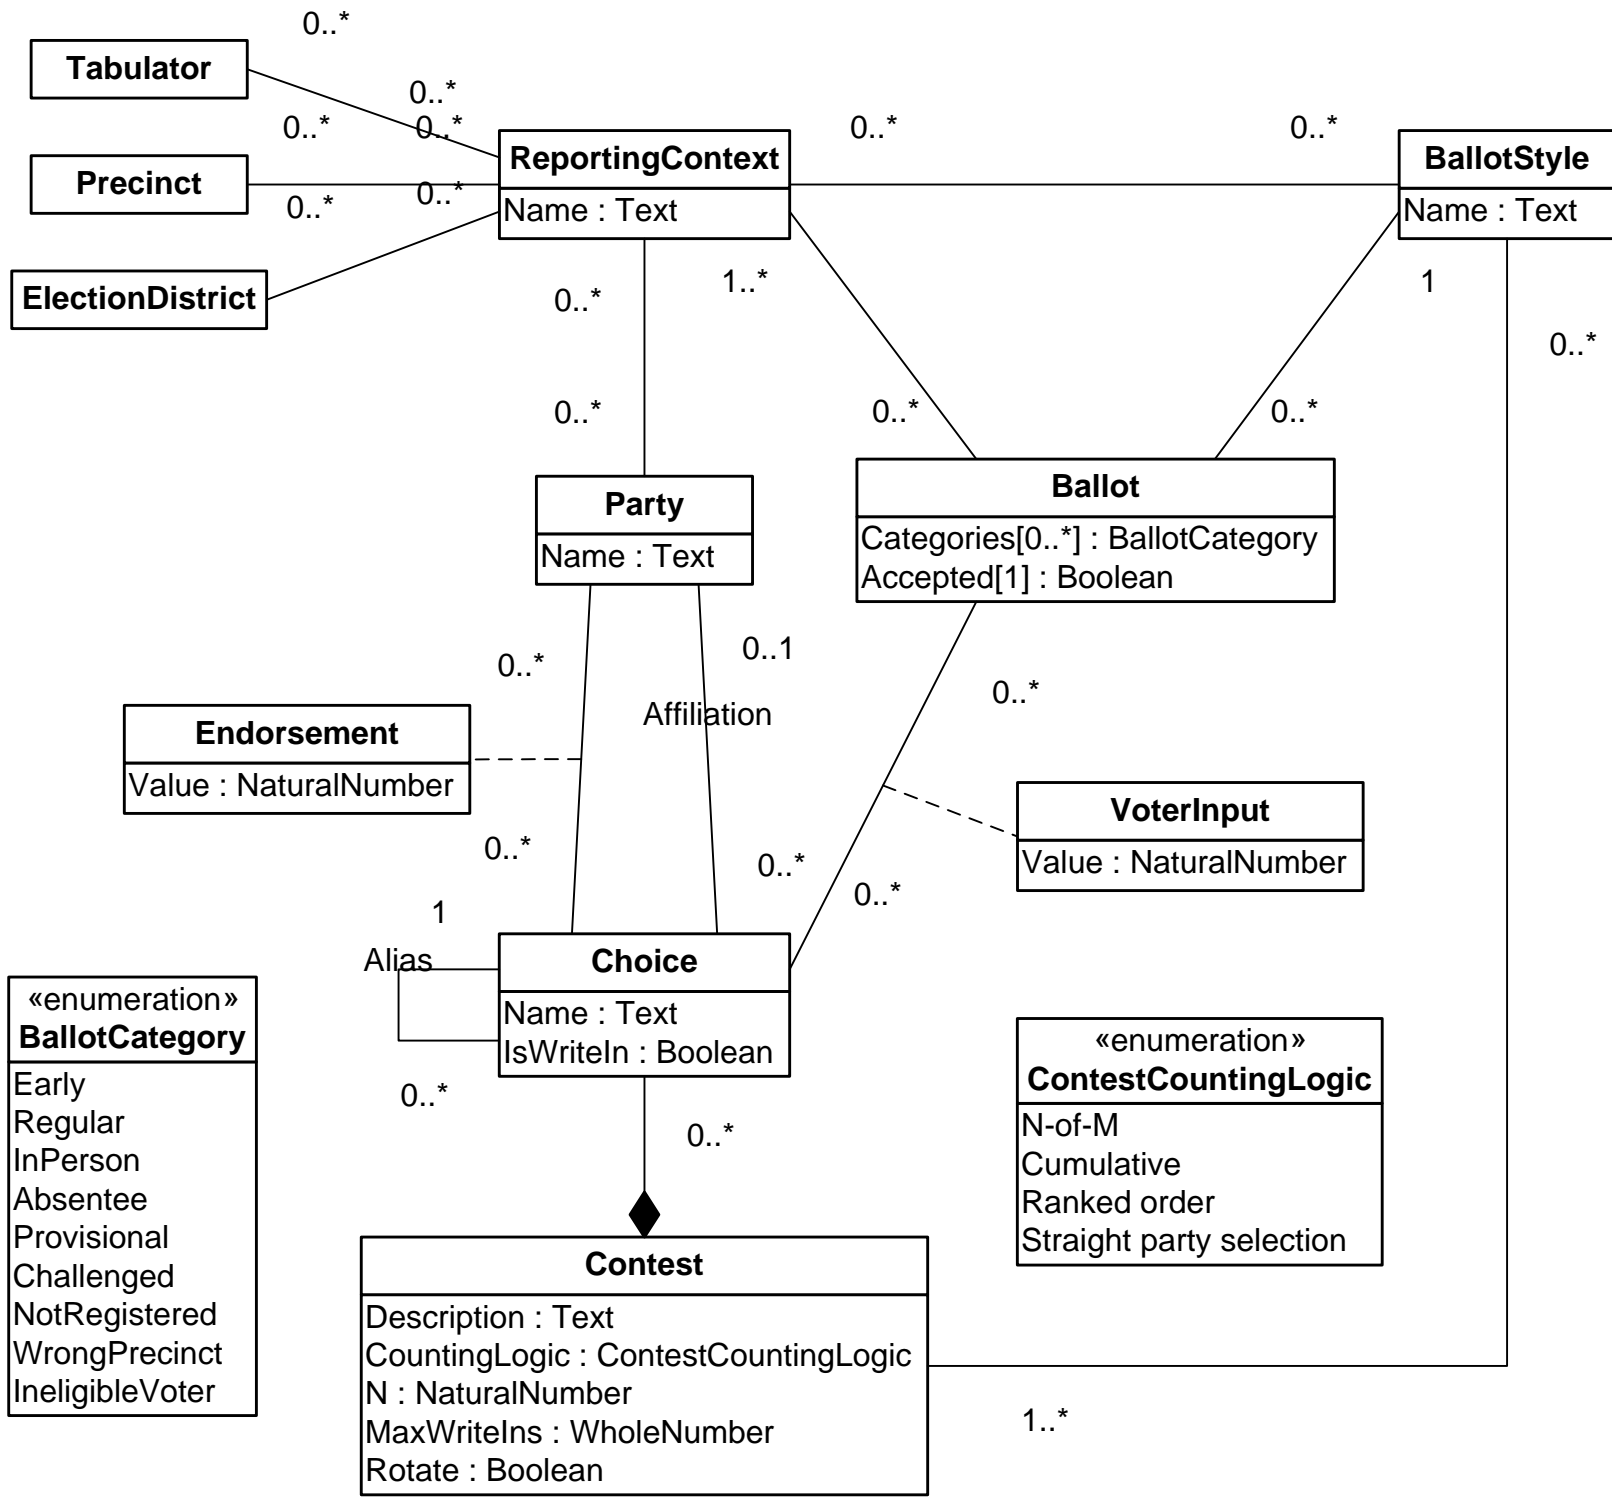 0..*
Tabulator
0..*
0..*
0..*
0..*
0..*
ReportingContext
BallotStyle
Precinct
0..*
0..*
Name : Text
Name : Text
ElectionDistrict
0..*
1..*
1
0..*
0..*
0..*
0..*
Party
Ballot
Name : Text
Categories[0..*] : BallotCategory
Accepted[1] : Boolean
0..*
0..1
0..*
Affiliation
Endorsement
Value : NaturalNumber
VoterInput
Value : NaturalNumber
0..*
0..*
0..*
1
Alias
Choice
Name : Text
IsWriteIn : Boolean
0..*
0..*
«enumeration»
BallotCategory
Early
Regular
InPerson
Absentee
Provisional
Challenged
NotRegistered
WrongPrecinct
IneligibleVoter
«enumeration»
ContestCountingLogic
N-of-M
Cumulative
Ranked order
Straight party selection
Contest
Description : Text
CountingLogic : ContestCountingLogic
N : NaturalNumber
MaxWriteIns : WholeNumber
Rotate : Boolean
1..*